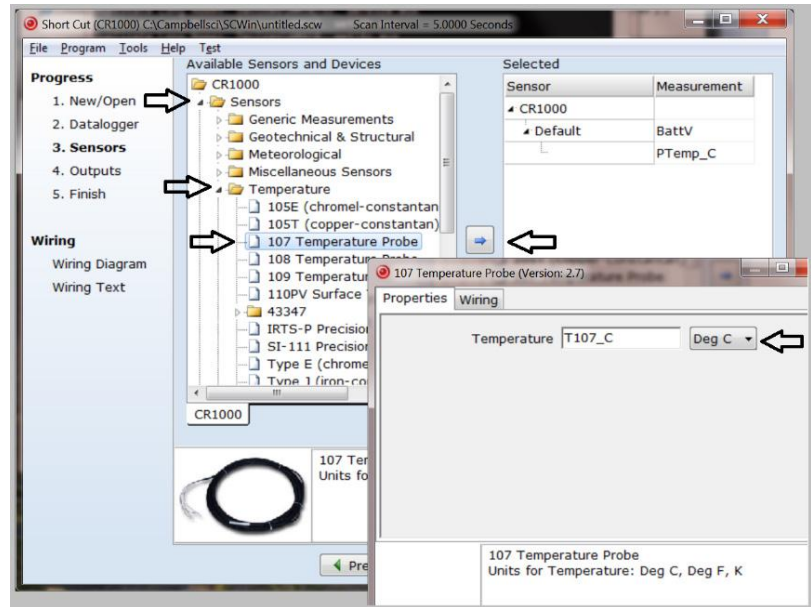 Short Cut (CR1000) C:\Campbellsci\SCWin\untitled.scw Scan Interval = 5.0000 Seconds
File Program Tools Help Test
Progress
1. New/Open
2. Datalogger
3. Sensors
4. Outputs
5. Finish
Wiring
Wiring Diagram
Wiring Text
Available Sensors and Devices
CR1000
Sensors
Generic Measurements
Geotechnical & Structural
Meteorological
Miscellaneous Sensors
Temperature
105E (chromel-constantan
105T (copper-constantan)
107 Temperature Probe
108 Temperature Probe
109 Temperatur
110PV Surface
43347
IRTS-P Precision
SI-111 Precision
Type E (chrome
Type J (iron-co
CR1000
Selected
Sensor Measurement
CR1000
Default BattV
PTemp_C
107 Ter
Units fo
Pre
107 Temperature Probe (Version: 2.7)
Properties Wiring
Temperature T107_C Deg C
107 Temperature Probe
Units for Temperature: Deg C, Deg F, K